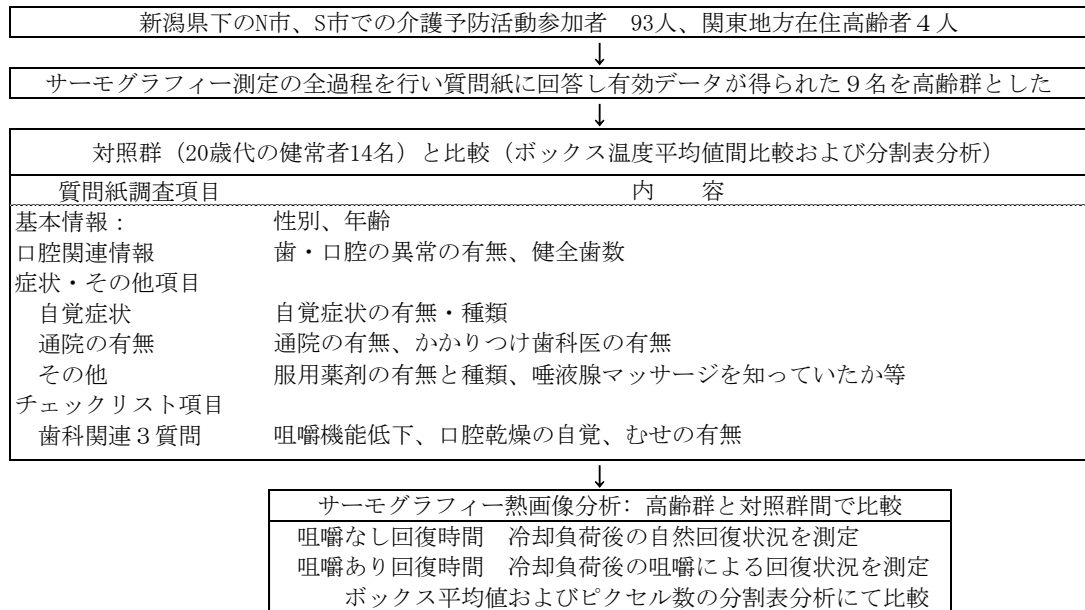 新潟県下のN市、S市での介護予防活動参加者　93人、関東地方在住高齢者４人
↓
サーモグラフィー測定の全過程を行い質問紙に回答し有効データが得られた９名を高齢群とした
↓
対照群（20歳代の健常者14名）と比較（ボックス温度平均値間比較および分割表分析）
質問紙調査項目　内　　容
基本情報：　性別、年齢
口腔関連情報　歯・口腔の異常の有無、健全歯数
症状・その他項目
自覚症状　自覚症状の有無・種類
通院の有無　通院の有無、かかりつけ歯科医の有無
その他　服用薬剤の有無と種類、唾液腺マッサージを知っていたか等
チェックリスト項目
歯科関連３質問　咀嚼機能低下、口腔乾燥の自覚、むせの有無
↓
サーモグラフィー熱画像分析: 高齢群と対照群間で比較
咀嚼なし回復時間　冷却負荷後の自然回復状況を測定
咀嚼あり回復時間　冷却負荷後の咀嚼による回復状況を測定
ボックス平均値およびピクセル数の分割表分析にて比較